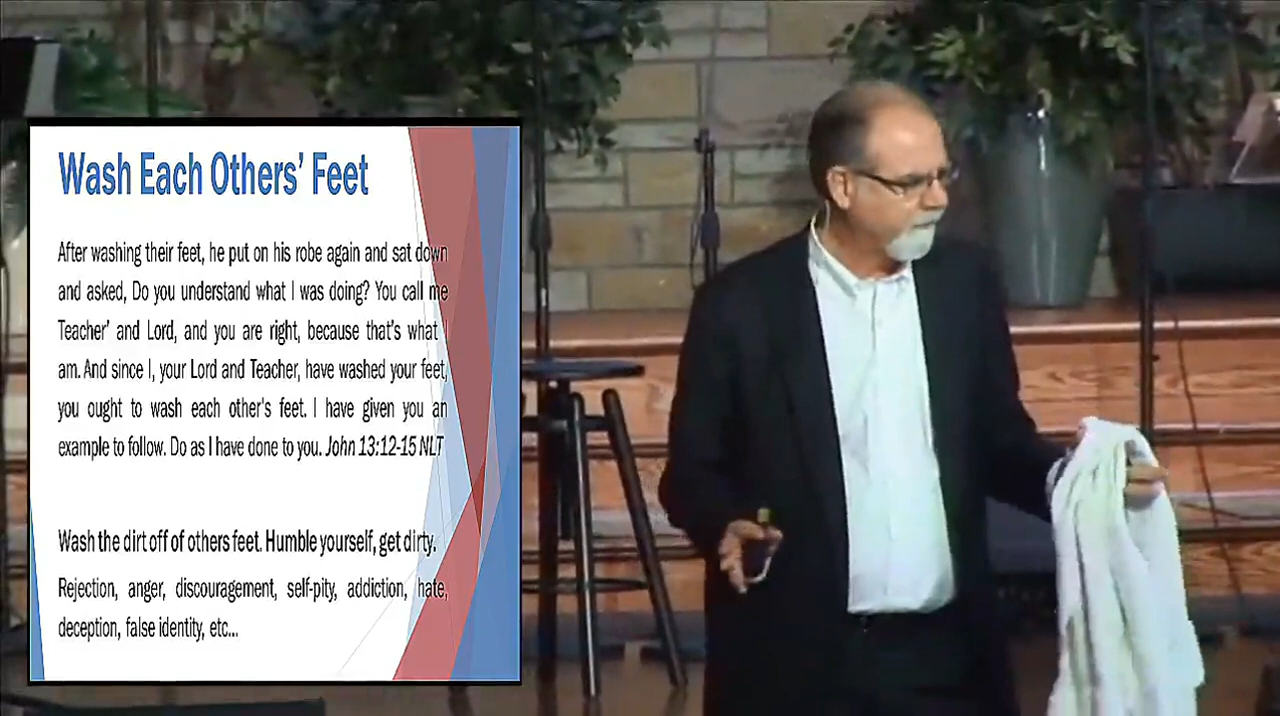 Wash Each Others’ Feet
After washing their feet, he put on his robe again and sat down
and asked, Do you understand what I was doing? You call me
Teacher’ and Lord, and you are right, because that’s what I
am. And since I, your Lord and Teacher, have washed your feet,
you ought to wash each other's feet. I have given you an
example to follow. Do as I have done to you. John 13:12-15 NLT
Wash the dirt off of others feet. Humble yourself, get dirty.
Rejection, anger, discouragement, self-pity, addiction, hate,
deception, false identity, etc...